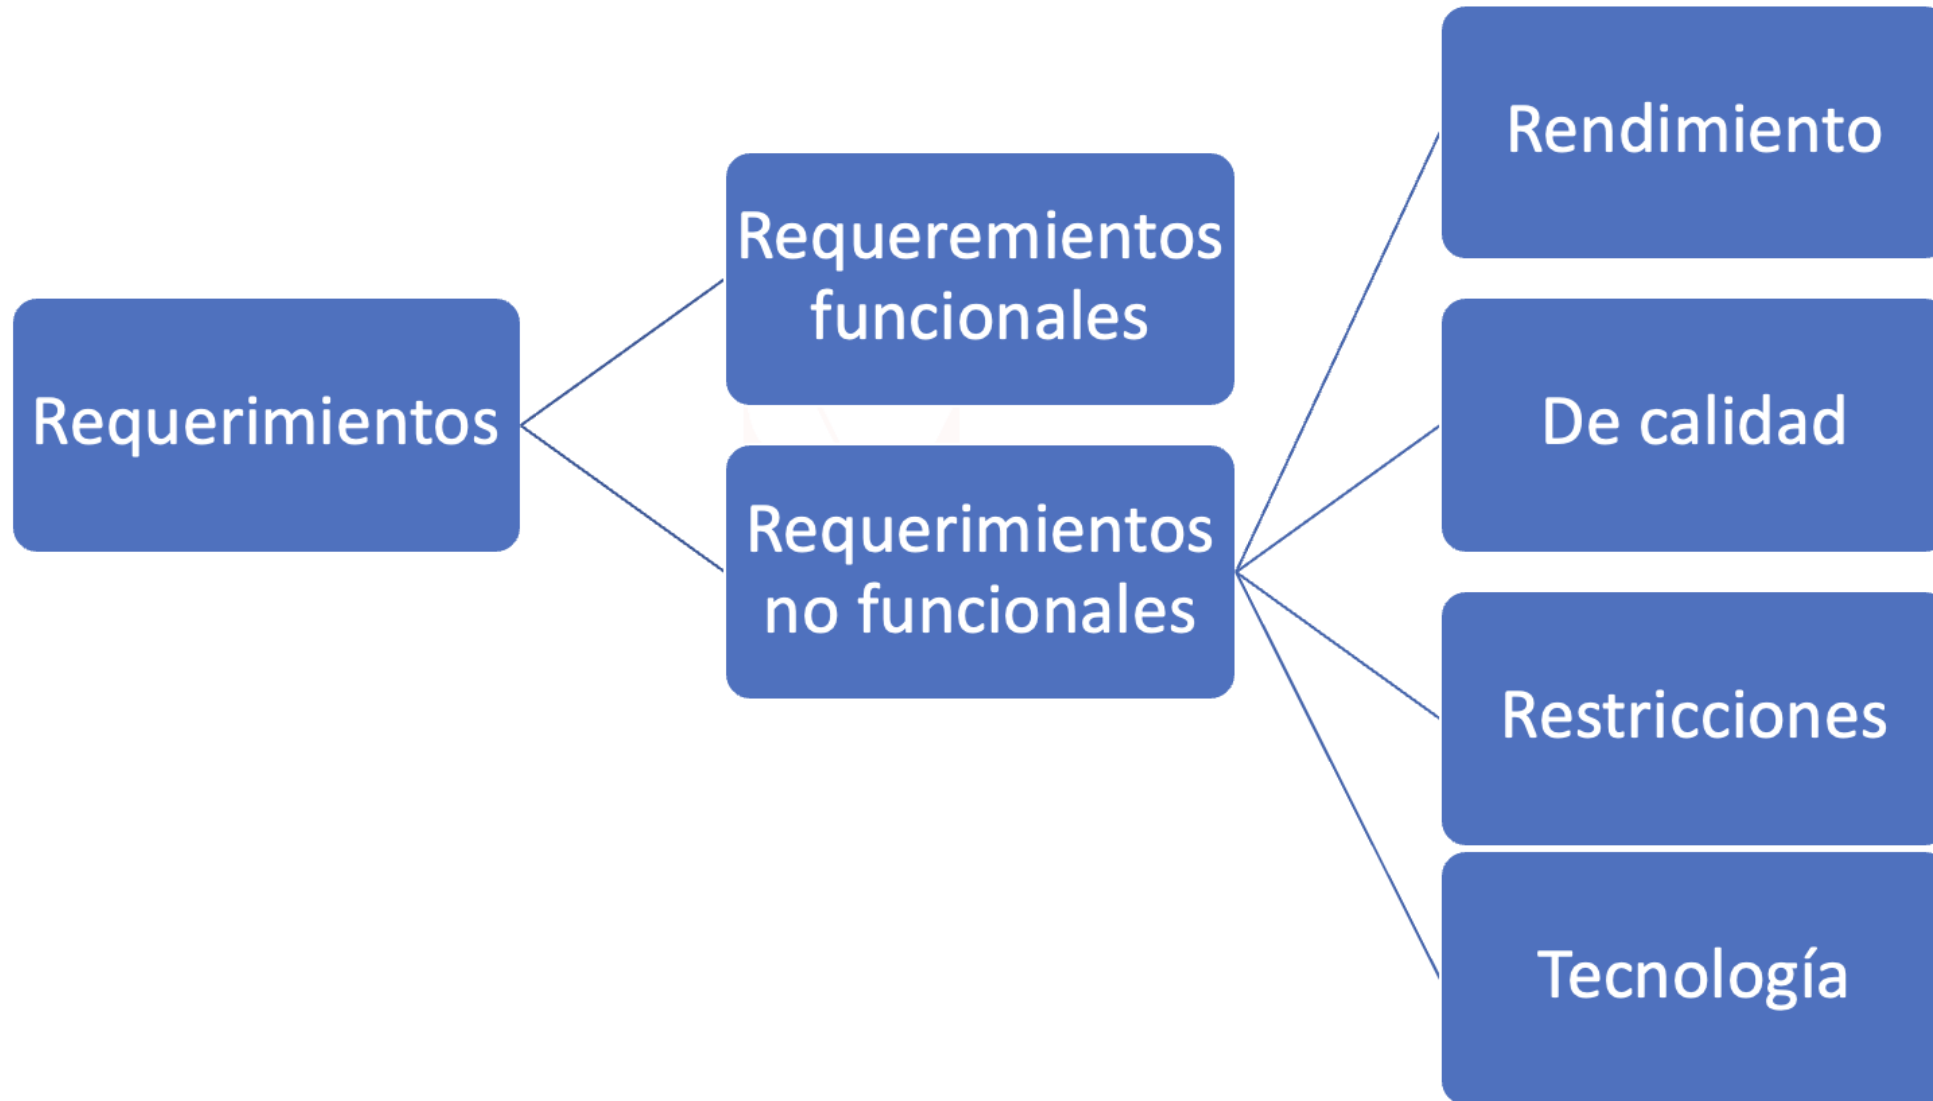 Requerimientos
Requeremientos
funcionales
Requerimientos
no funcionales
Rendimiento
De calidad
Restricciones
Tecnología